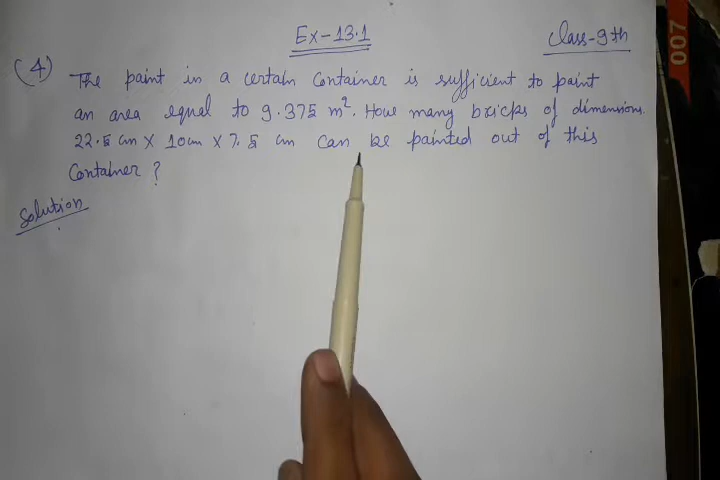 Ex-13.1
Class-9th
(4) The paint in a certain Container is sufficient to paint
an area equal to 9.375 m². How many bricks of dimensions.
22.5 cm X 10cm X 7.5 cm can be painted out of this
Container?
Solution
007